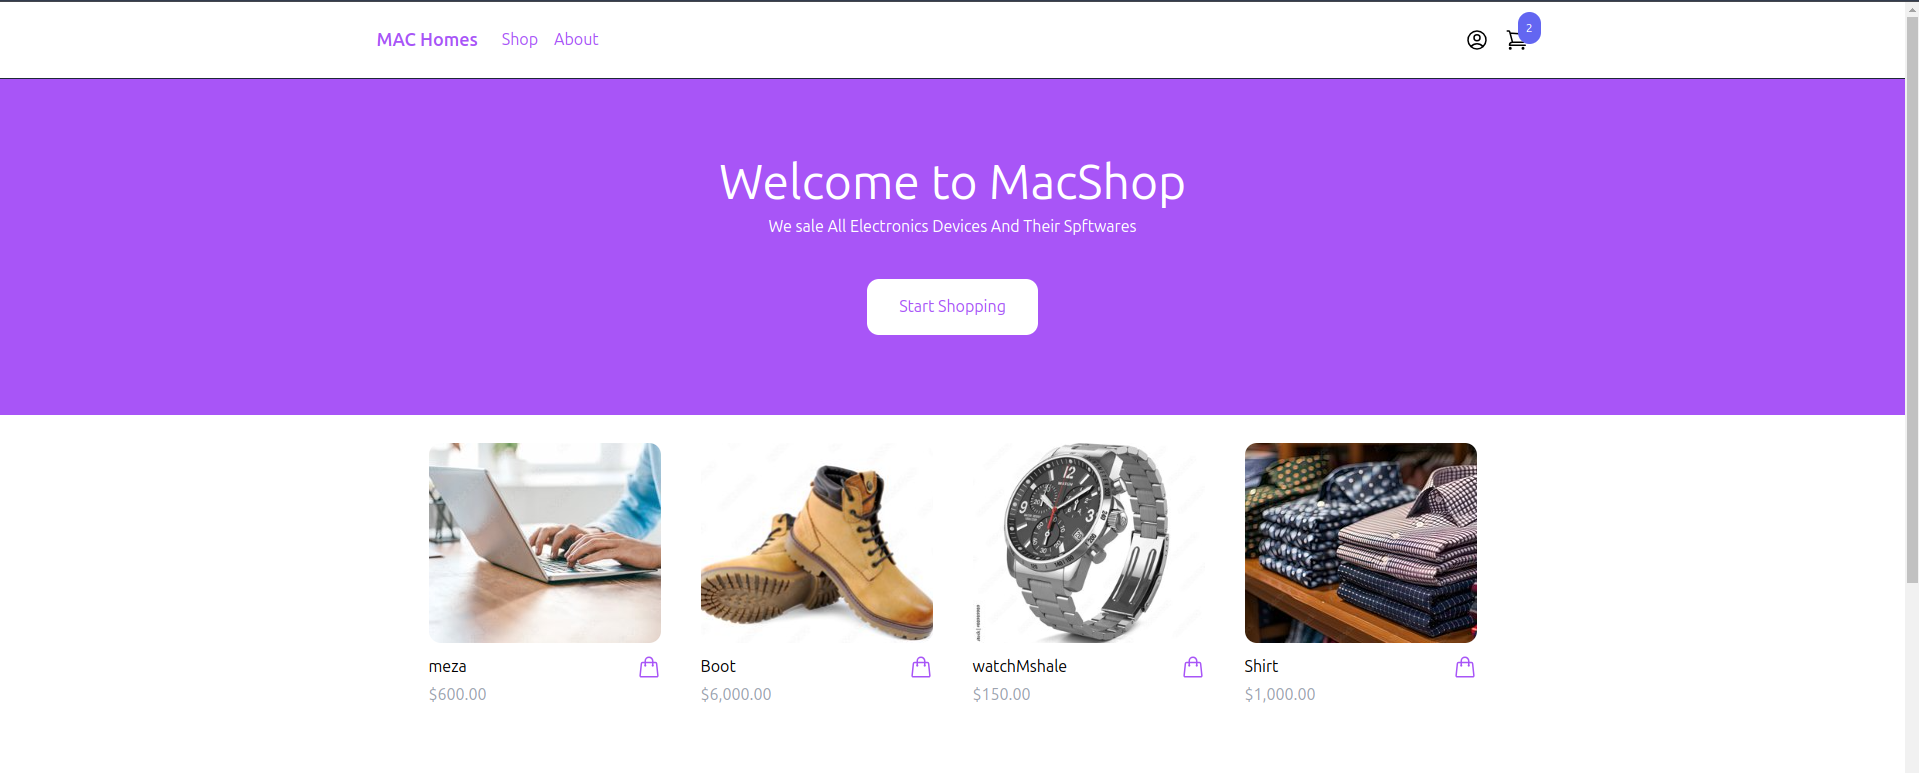 MAC Homes Shop About 2
Welcome to MacShop
We sale All Electronics Devices And Their Spftwares
Start Shopping
meza Boot watchMshale Shirt
$600.00 $6,000.00 $150.00 $1,000.00